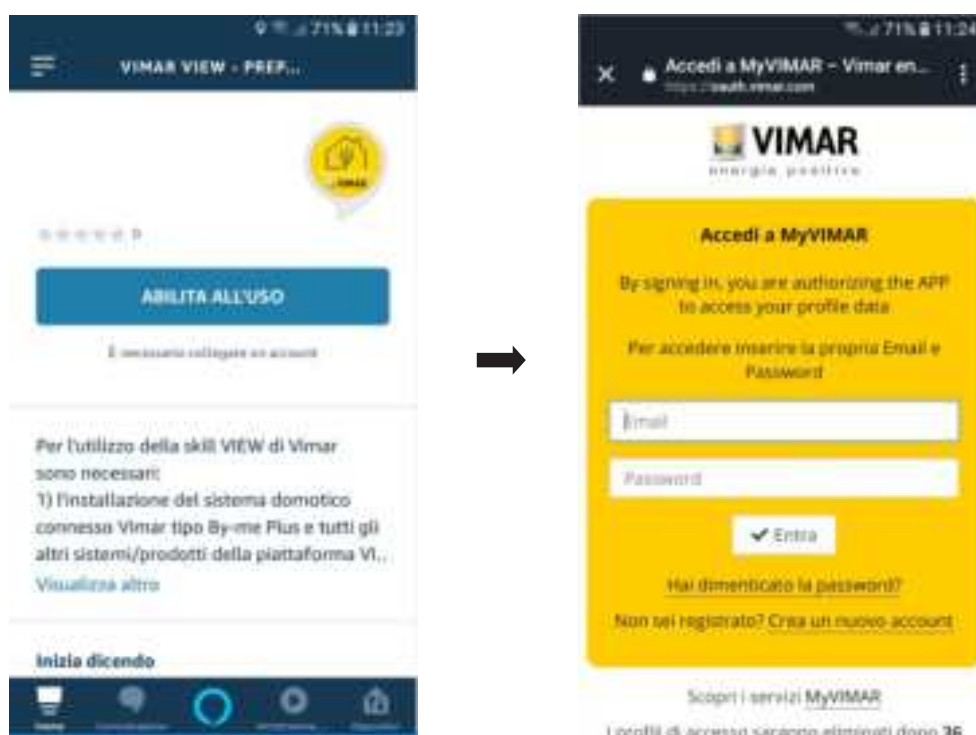 71% 11:23
VIMAR VIEW - PREP...
ABILITA ALL'USO
È necessario collegare un account
Per l'utilizzo della skill VIEW di Vimar
sono necessari:
1) l'installazione del sistema domotico
connesso Vimar tipo By-me Plus e tutti gli
altri sistemi/prodotti della piattaforma VI...
Visualizza altro
Inizia dicendo
71% 11:24
Accedi a MyVIMAR – Vimar en...
https://oauth.vimar.com
VIMAR
energia positiva
Accedi a MyVIMAR
By signing in, you are authorizing the APP
to access your profile data
Per accedere inserire la propria Email e
Password
Email
Password
Entra
Hai dimenticato la password?
Non sei registrato? Crea un nuovo account
Scopri i servizi MyVIMAR
I profili di accesso saranno eliminati dopo 36